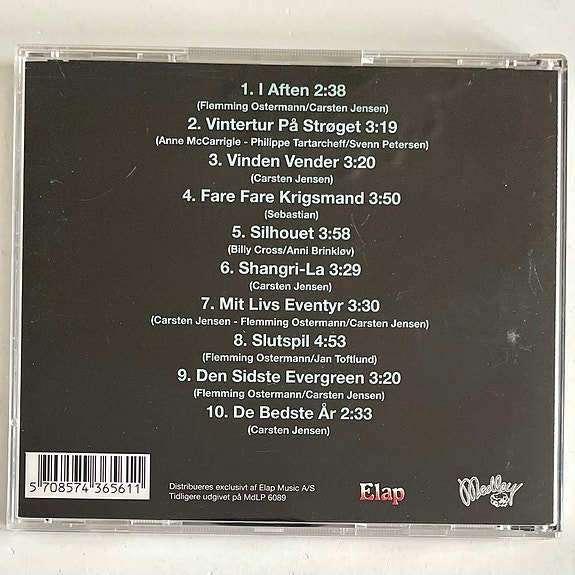 1. I Aften 2:38
(Flemming Ostermann/Carsten Jensen)
2. Vintertur På Strøget 3:19
(Anne McCarrigle - Philippe Tartarcheff/Svenn Petersen)
3. Vinden Vender 3:20
(Carsten Jensen)
4. Fare Fare Krigsmand 3:50
(Sebastian)
5. Silhouet 3:58
(Billy Cross/Anni Brinkløv)
6. Shangri-La 3:29
(Carsten Jensen)
7. Mit Livs Eventyr 3:30
(Carsten Jensen - Flemming Ostermann/Carsten Jensen)
8. Slutspil 4:53
(Flemming Ostermann/Jan Toftlund)
9. Den Sidste Evergreen 3:20
(Flemming Ostermann/Carsten Jensen)
10. De Bedste År 2:33
(Carsten Jensen)
5 708574 365611
Distribueres exclusivt af Elap Music A/S
Tidligere udgivet på MdLP 6089
Elap
Medley